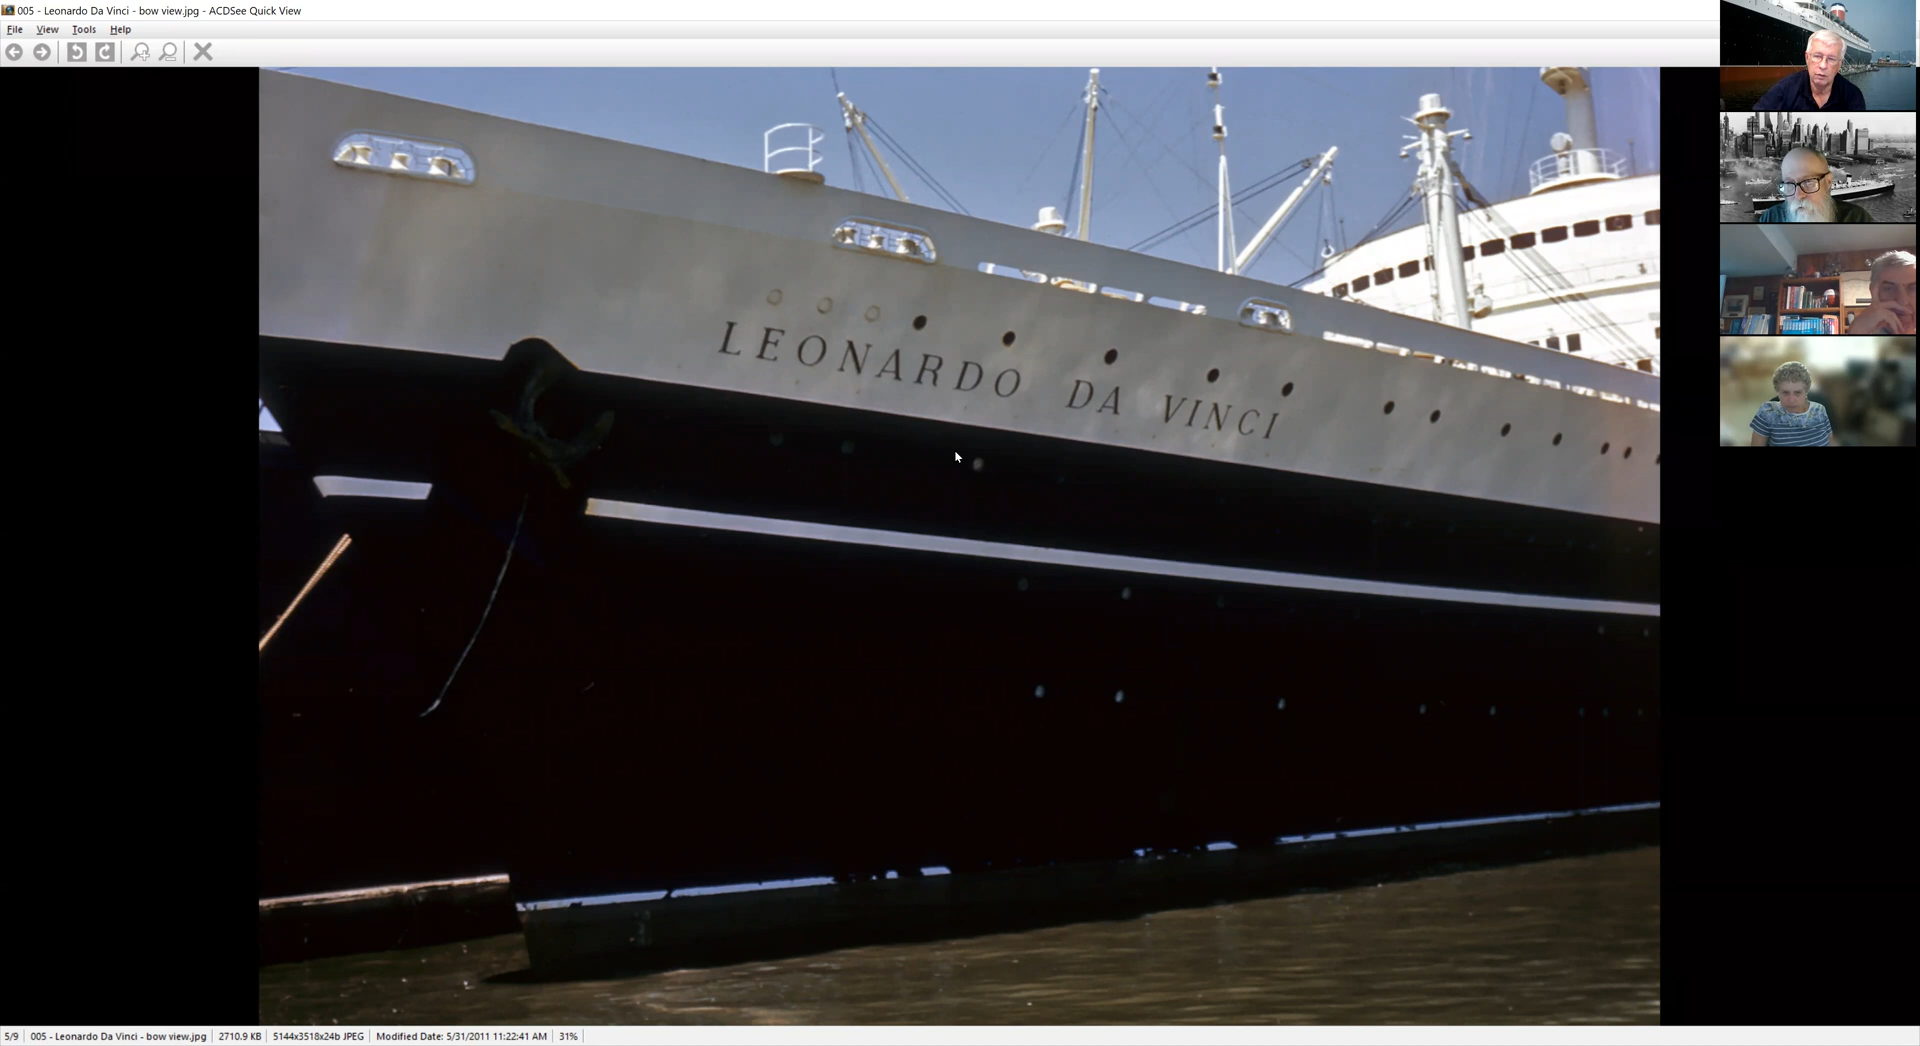 005 - Leonardo Da Vinci - bow view.jpg - ACDSee Quick View
File View Tools Help
LEONARDO DA VINCI
5/9 005 - Leonardo Da Vinci - bow view.jpg 2710.9 KB 5144x3518x24b JPEG Modified Date: 5/31/2011 11:22:41 AM 31%